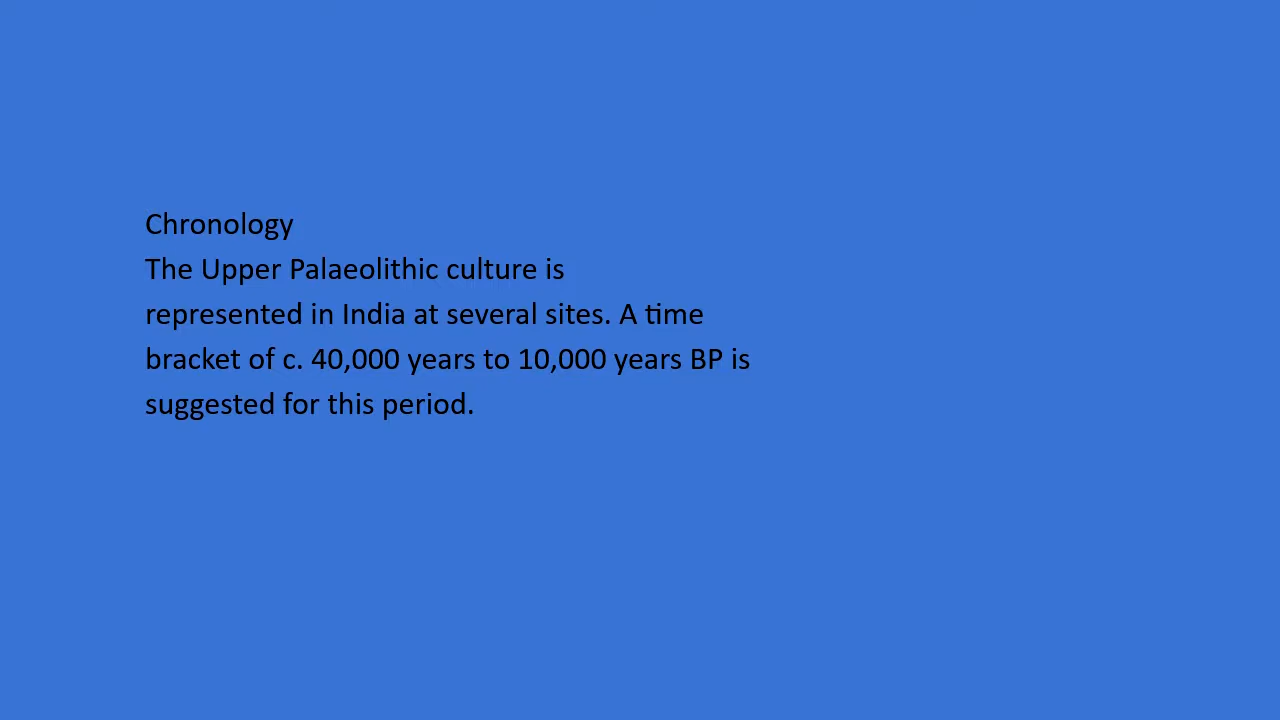 Chronology
The Upper Palaeolithic culture is
represented in India at several sites. A time
bracket of c. 40,000 years to 10,000 years BP is
suggested for this period.